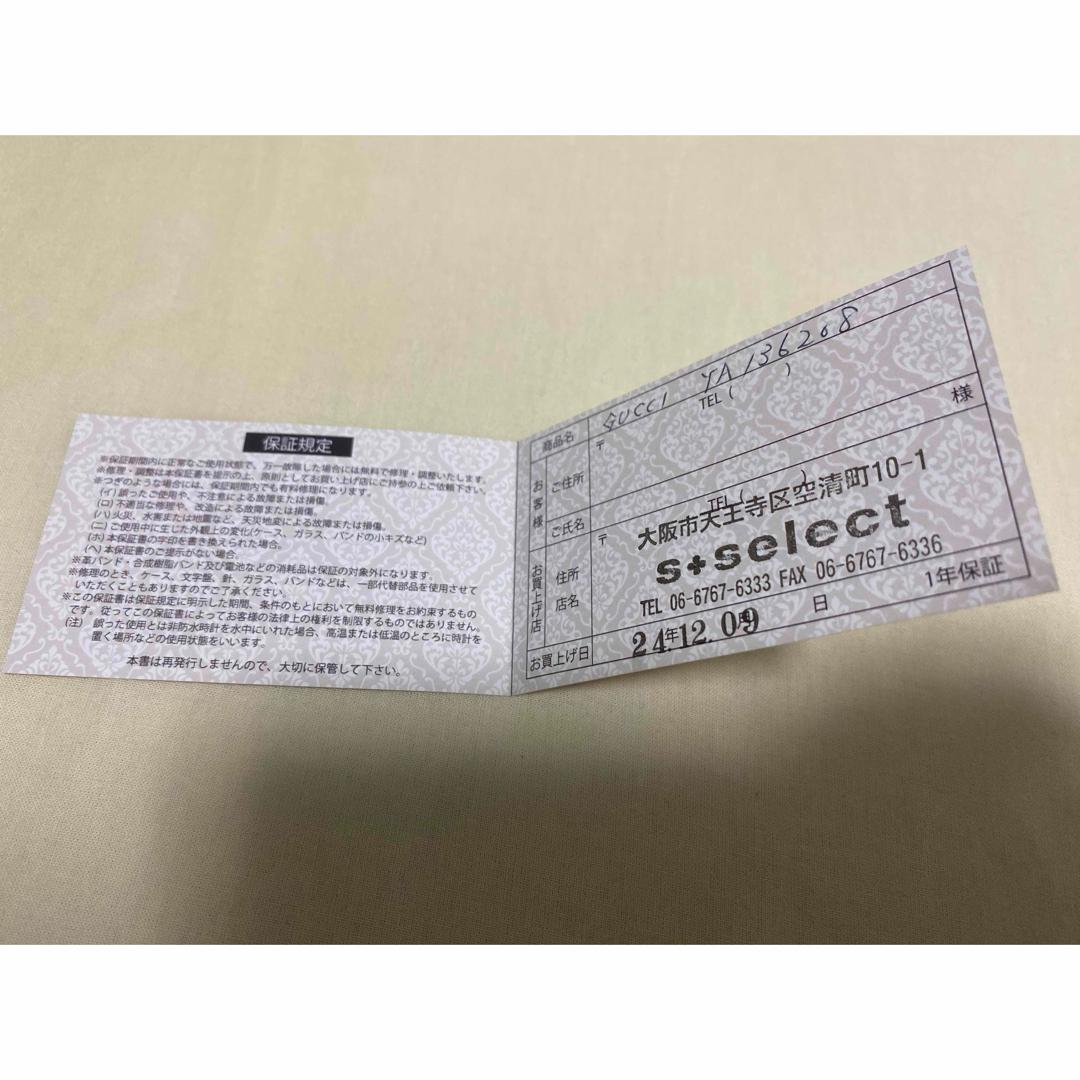 保証規定
※保証期間内に正常なご使用状態で、万一故障した場合には無料で修理・調整いたします。
※修理・調整は本保証書を提示の上、原則としてお買い上げ店にご持参の上ご依頼下さい。
※つぎのような場合には、保証期間内でも有料修理になります。
(イ) 誤ったご使用や、不注意による故障または損傷。
(ロ) 不適当な修理や、改造による故障または損傷。
(ハ) 火災、水害または地震など、天災地変による故障または損傷。
(ニ) ご使用中に生じた外観上の変化(ケース、ガラス、バンドの小キズなど)
(ホ) 本保証書の字印を書き換えられた場合。
(ヘ) 本保証書のご提示がない場合。
※革バンド・合成樹脂バンド及び電池などの消耗品は保証の対象外になります。
※修理のとき、ケース、文字盤、針、ガラス、バンドなどは、一部代替部品を使用させて
いただくこともありますのでご了承ください。
※この保証書は保証規定に明示した期間、条件のもとにおいて無料修理をお約束するもの
です。従ってこの保証書によってお客様の法律上の権利を制限するものではありません。
(注) 誤った使用とは非防水時計を水中にいれた場合、高温または低温のところに時計を
置く場所などの使用状態をいいます。
本書は再発行しませんので、大切に保管して下さい。
商品名 GUCCI YA136208
お客様
ご住所 〒 TEL ( )
ご氏名 様
お買上げ店
住所 〒 TEL ( )
店名
大阪市天王寺区空清町10-1
s+select
TEL 06-6767-6333 FAX 06-6767-6336
お買上げ日 24年12.09 日 1年保証